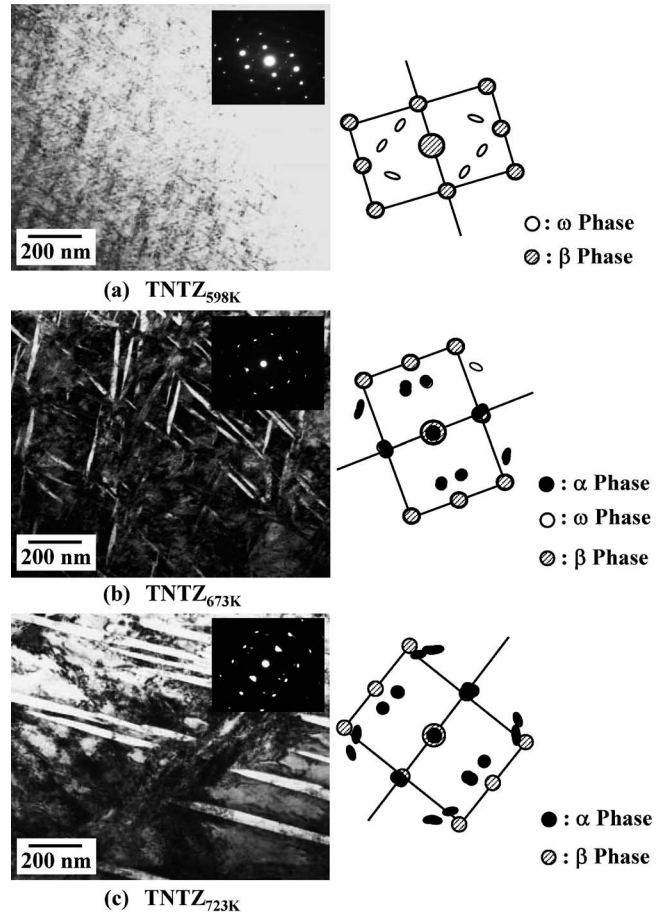 200 nm
○ : ω Phase
: β Phase
(a) TNTZ598K
200 nm
● : α Phase
○ : ω Phase
: β Phase
(b) TNTZ673K
200 nm
● : α Phase
: β Phase
(c) TNTZ723K